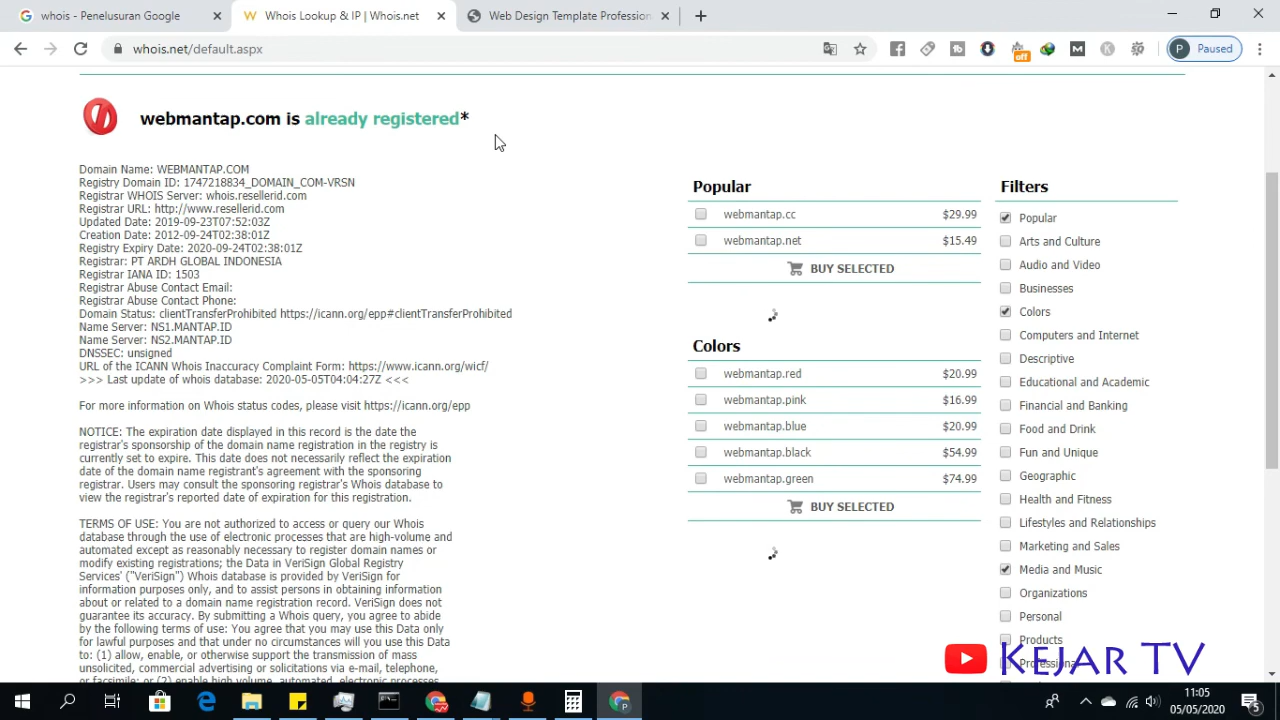 whois - Penelusuran Google
Whois Lookup & IP | Whois.net
Web Design Template Profession
whois.net/default.aspx
off
P Paused
webmantap.com is already registered*
Domain Name: WEBMANTAP.COM
Registry Domain ID: 1747218834_DOMAIN_COM-VRSN
Registrar WHOIS Server: whois.resellerid.com
Registrar URL: http://www.resellerid.com
Updated Date: 2019-09-23T07:52:03Z
Creation Date: 2012-09-24T02:38:01Z
Registry Expiry Date: 2020-09-24T02:38:01Z
Registrar: PT ARDH GLOBAL INDONESIA
Registrar IANA ID: 1503
Registrar Abuse Contact Email:
Registrar Abuse Contact Phone:
Domain Status: clientTransferProhibited https://icann.org/epp#clientTransferProhibited
Name Server: NS1.MANTAP.ID
Name Server: NS2.MANTAP.ID
DNSSEC: unsigned
URL of the ICANN Whois Inaccuracy Complaint Form: https://www.icann.org/wicf/
>>> Last update of whois database: 2020-05-05T04:04:27Z <<<
For more information on Whois status codes, please visit https://icann.org/epp
NOTICE: The expiration date displayed in this record is the date the
registrar's sponsorship of the domain name registration in the registry is
currently set to expire. This date does not necessarily reflect the expiration
date of the domain name registrant's agreement with the sponsoring
registrar. Users may consult the sponsoring registrar's Whois database to
view the registrar's reported date of expiration for this registration.
TERMS OF USE: You are not authorized to access or query our Whois
database through the use of electronic processes that are high-volume and
automated except as reasonably necessary to register domain names or
modify existing registrations; the Data in VeriSign Global Registry
Services' ("VeriSign") Whois database is provided by VeriSign for
information purposes only, and to assist persons in obtaining information
about or related to a domain name registration record. VeriSign does not
guarantee its accuracy. By submitting a Whois query, you agree to abide
by the following terms of use: You agree that you may use this Data only
for lawful purposes and that under no circumstances will you use this Data
to: (1) allow, enable, or otherwise support the transmission of mass
unsolicited, commercial advertising or solicitations via e-mail, telephone,
or facsimile; or (2) enable high volume, automated, electronic processes
Popular
webmantap.cc $29.99
webmantap.net $15.49
BUY SELECTED
Colors
webmantap.red $20.99
webmantap.pink $16.99
webmantap.blue $20.99
webmantap.black $54.99
webmantap.green $74.99
BUY SELECTED
Filters
Popular
Arts and Culture
Audio and Video
Businesses
Colors
Computers and Internet
Descriptive
Educational and Academic
Financial and Banking
Food and Drink
Fun and Unique
Geographic
Health and Fitness
Lifestyles and Relationships
Marketing and Sales
Media and Music
Organizations
Personal
Products
Professional
KEJAR TV
11:05
05/05/2020
5